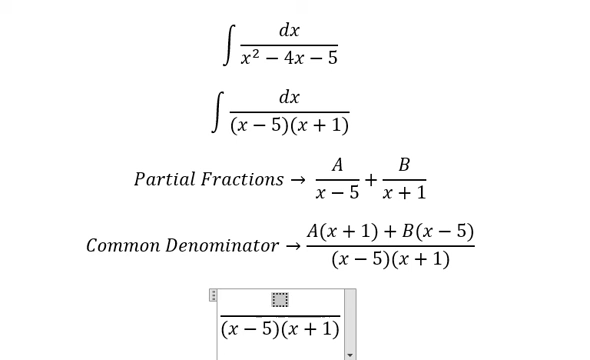 ∫ dx / (x² − 4x − 5)
∫ dx / ((x − 5)(x + 1))
Partial Fractions → A / (x − 5) + B / (x + 1)
Common Denominator → (A(x + 1) + B(x − 5)) / ((x − 5)(x + 1))
(x − 5)(x + 1)